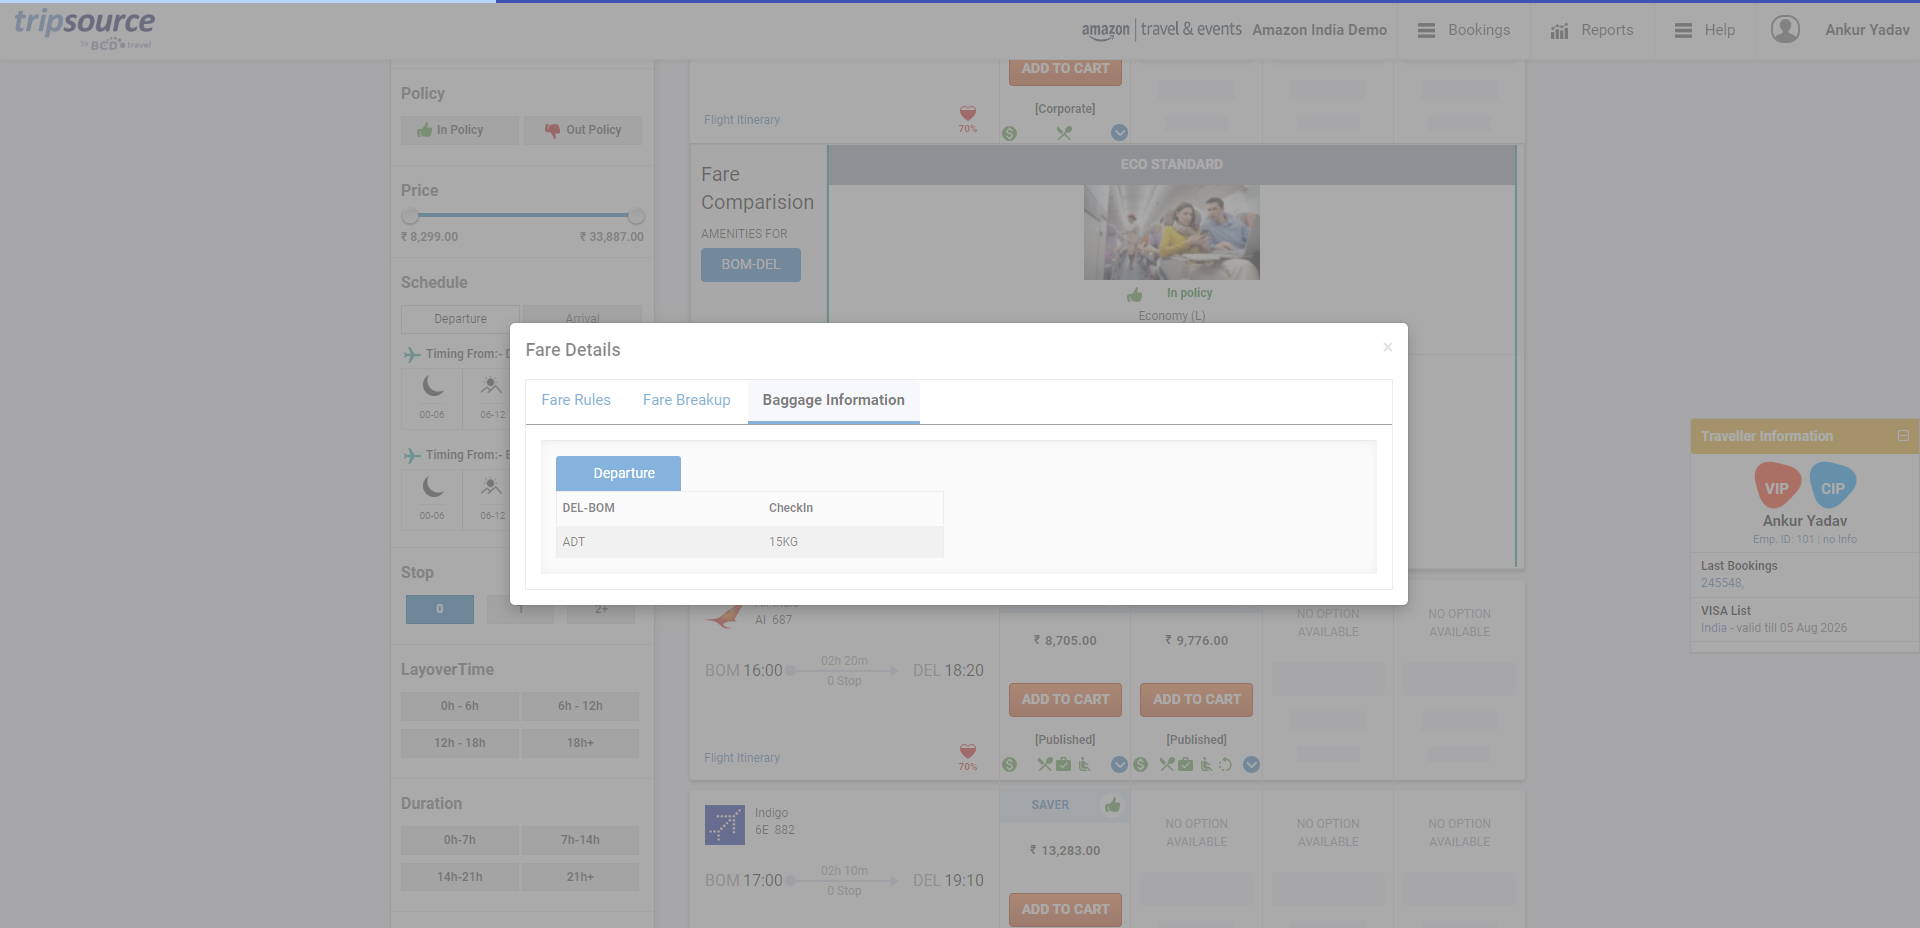 tripsource
by BCD travel
amazon | travel & events
Amazon India Demo
Bookings
Reports
Help
Ankur Yadav
Policy
In Policy
Out Policy
Price
₹ 8,299.00
₹ 33,887.00
Schedule
Departure
Arrival
Timing From:-
00-06
06-12
Timing From:-
00-06
06-12
Stop
0
1
2+
LayoverTime
0h - 6h
6h - 12h
12h - 18h
18h+
Duration
0h-7h
7h-14h
14h-21h
21h+
ADD TO CART
[Corporate]
Flight Itinerary
70%
Fare
Comparision
AMENITIES FOR
BOM-DEL
ECO STANDARD
In policy
Economy (L)
Fare Details
×
Fare Rules
Fare Breakup
Baggage Information
Departure
DEL-BOM
CheckIn
ADT
15KG
AI 687
₹ 8,705.00
₹ 9,776.00
NO OPTION
AVAILABLE
NO OPTION
AVAILABLE
BOM 16:00
02h 20m
0 Stop
DEL 18:20
ADD TO CART
ADD TO CART
[Published]
[Published]
Flight Itinerary
70%
Indigo
6E 882
SAVER
₹ 13,283.00
NO OPTION
AVAILABLE
NO OPTION
AVAILABLE
NO OPTION
AVAILABLE
BOM 17:00
02h 10m
0 Stop
DEL 19:10
ADD TO CART
Traveller Information
VIP
CIP
Ankur Yadav
Emp. ID: 101 | no Info
Last Bookings
245548,
VISA List
India - valid till 05 Aug 2026